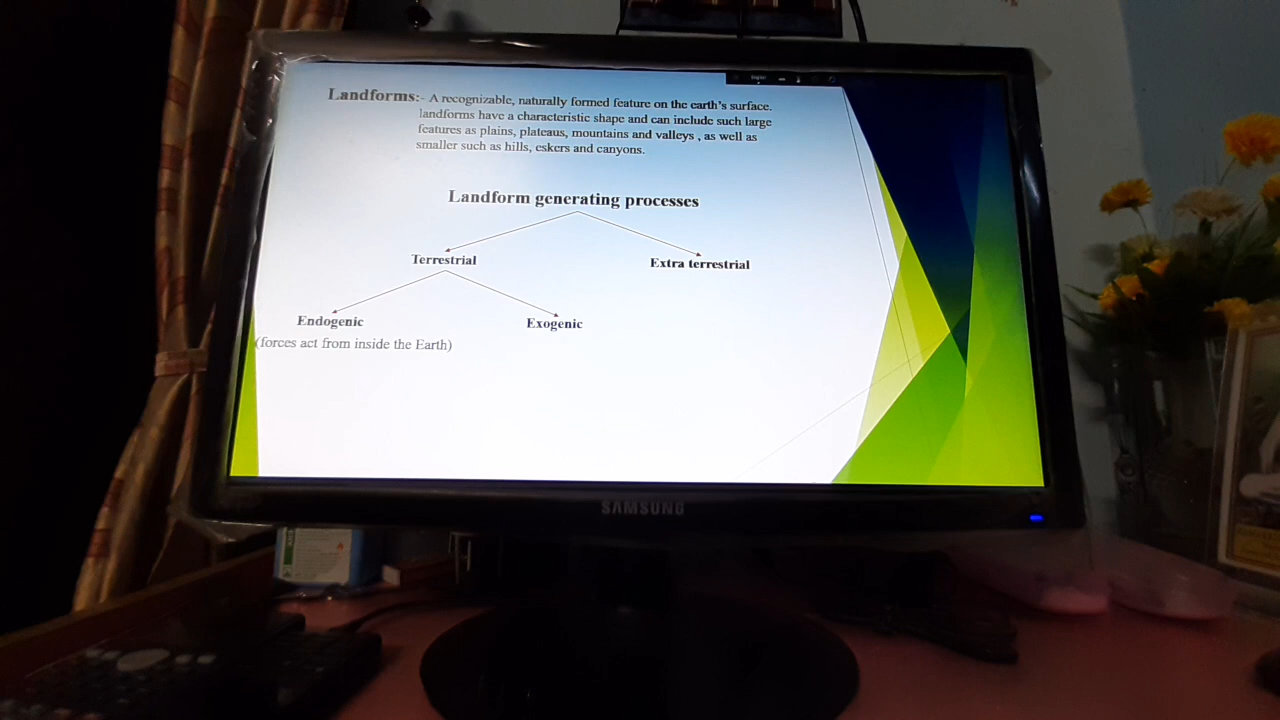 Landforms:- A recognizable, naturally formed feature on the earth's surface.
landforms have a characteristic shape and can include such large
features as plains, plateaus, mountains and valleys , as well as
smaller such as hills, eskers and canyons.
Landform generating processes
Terrestrial
Extra terrestrial
Endogenic
Exogenic
(forces act from inside the Earth)
SAMSUNG